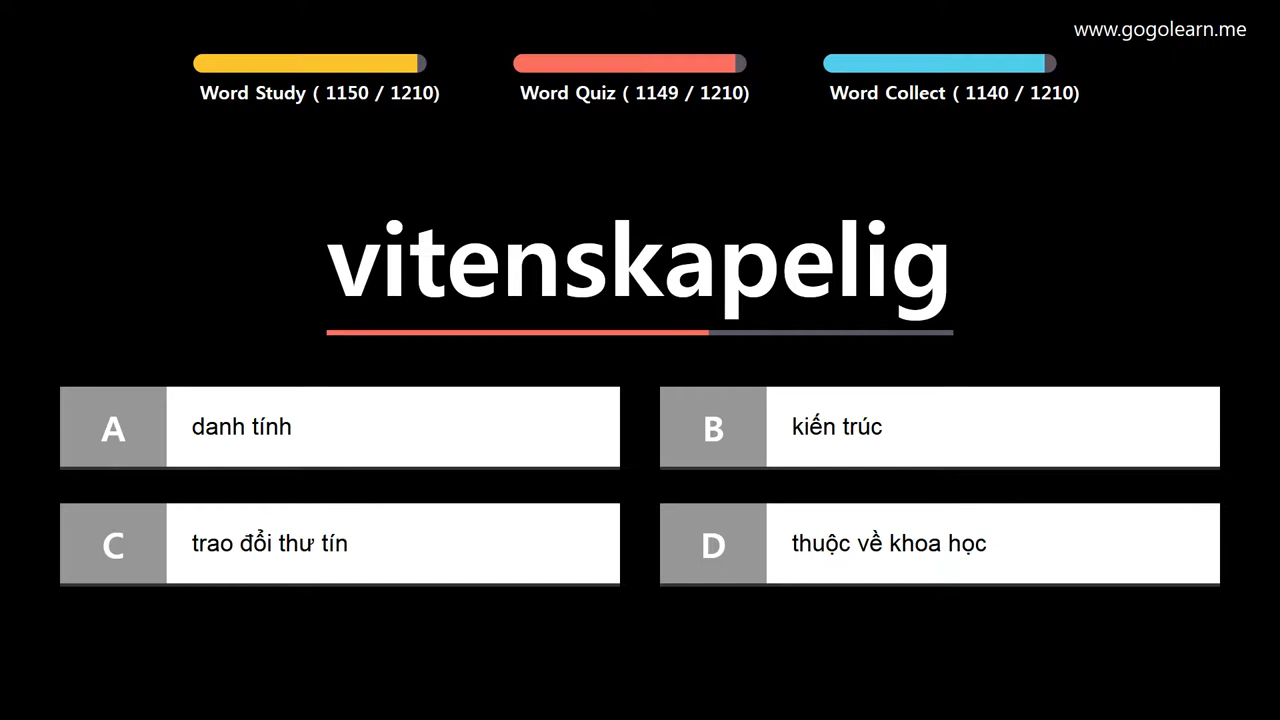 www.gogolearn.me
Word Study ( 1150 / 1210)
Word Quiz ( 1149 / 1210)
Word Collect ( 1140 / 1210)
vitenskapelig
A
danh tính
B
kiến trúc
C
trao đổi thư tín
D
thuộc về khoa học